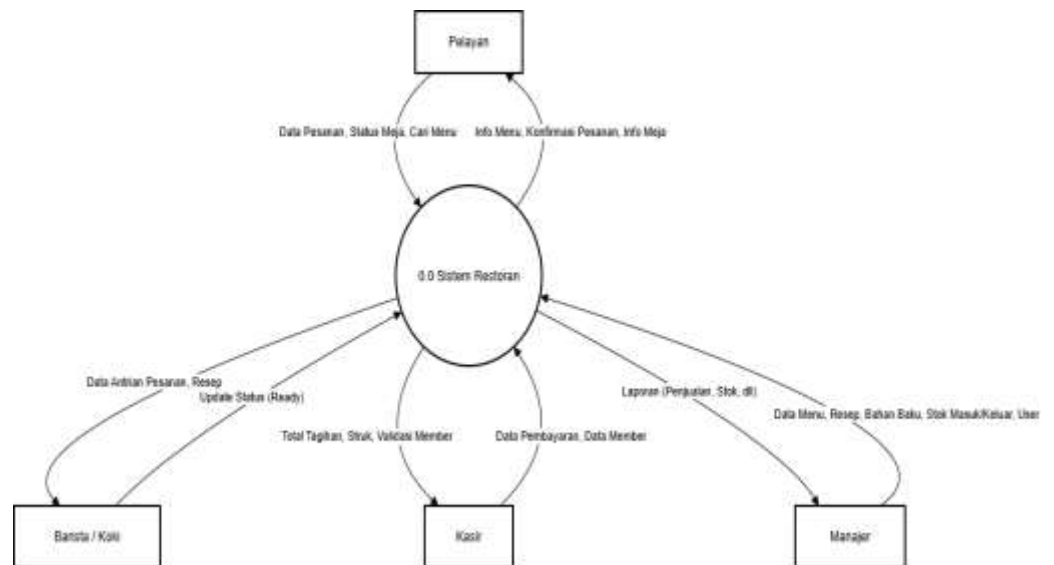 Pelayan
Data Pesanan, Status Meja, Cari Menu
Info Menu, Konfirmasi Pesanan, Info Meja
0.0 Sistem Restoran
Data Antrian Pesanan, Resep
Update Status (Ready)
Laporan (Penjualan, Stok, dll)
Data Menu, Resep, Bahan Baku, Stok Masuk/Keluar, User
Total Tagihan, Struk, Validasi Member
Data Pembayaran, Data Member
Barista / Koki
Kasir
Manajer